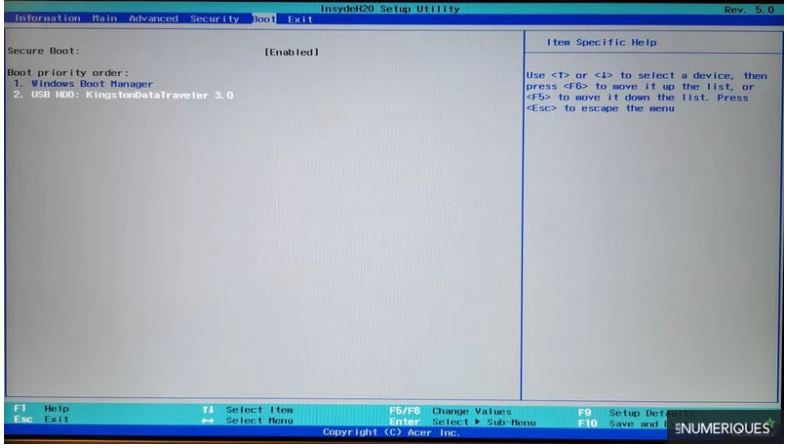 InsydeH20 Setup Utility Rev. 5.0
Information Main Advanced Security Boot Exit
Item Specific Help
Secure Boot: [Enabled]
Boot priority order:
1. Windows Boot Manager
2. USB HDD: KingstonDataTraveler 3.0
Use <↑> or <↓> to select a device, then
press <F6> to move it up the list, or
<F5> to move it down the list. Press
<Esc> to escape the menu
F1 Help ↑↓ Select Item F5/F6 Change Values F9 Setup
Esc Exit ↔ Select Menu Enter Select ▶ Sub-Menu F10 Save and
Copyright (C) Acer Inc.
LES NUMERIQUES